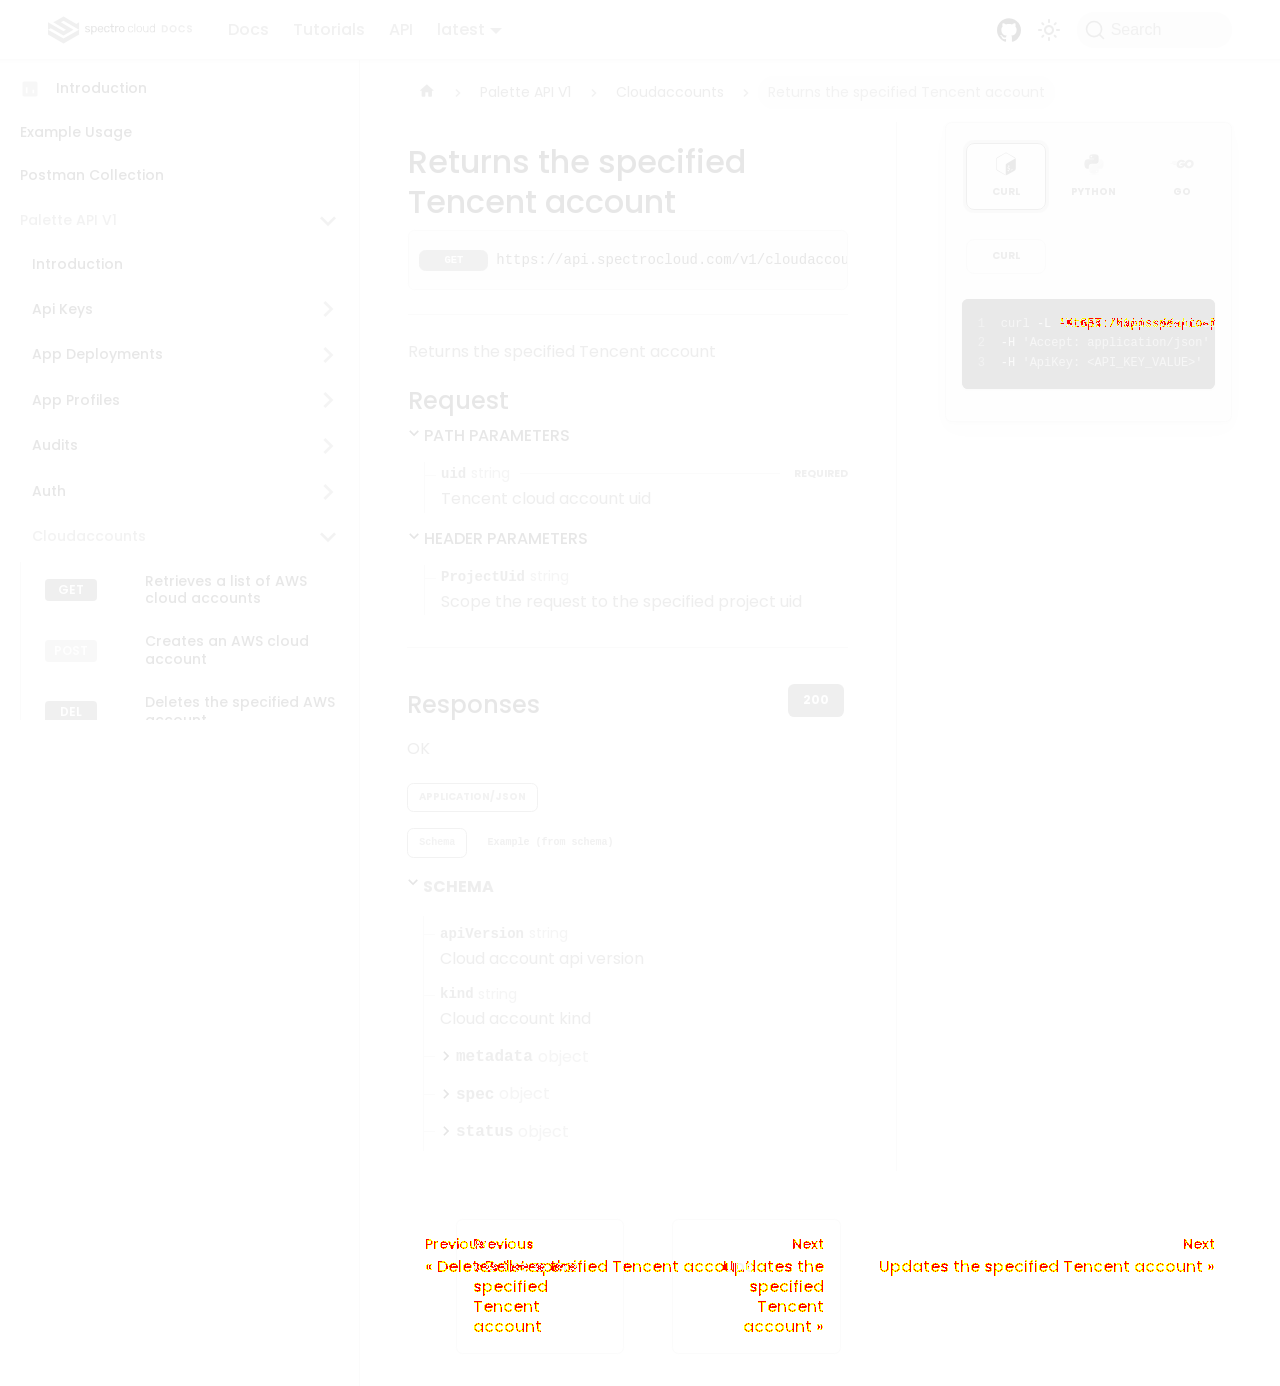 spectro cloud DOCS
Docs Tutorials API latest
Search
Introduction
Example Usage
Postman Collection
Palette API V1
Introduction
Api Keys
App Deployments
App Profiles
Audits
Auth
Cloudaccounts
GET Retrieves a list of AWS
cloud accounts
POST Creates an AWS cloud
account
DEL Deletes the specified AWS
account
Palette API V1 › Cloudaccounts › Returns the specified Tencent account
Returns the specified
Tencent account
GET https://api.spectrocloud.com/v1/cloudaccou
Returns the specified Tencent account
Request
PATH PARAMETERS
uid string REQUIRED
Tencent cloud account uid
HEADER PARAMETERS
ProjectUid string
Scope the request to the specified project uid
Responses
200
OK
APPLICATION/JSON
Schema Example (from schema)
SCHEMA
apiVersion string
Cloud account api version
kind string
Cloud account kind
metadata object
spec object
status object
CURL PYTHON GO
CURL
1 curl -L
2 -H 'Accept: application/json'
3 -H 'ApiKey: <API_KEY_VALUE>'
Previous
Previous
Next
Next
specified
Tencent
account
Updates the
specified
Tencent
account »
Updates the specified Tencent account »